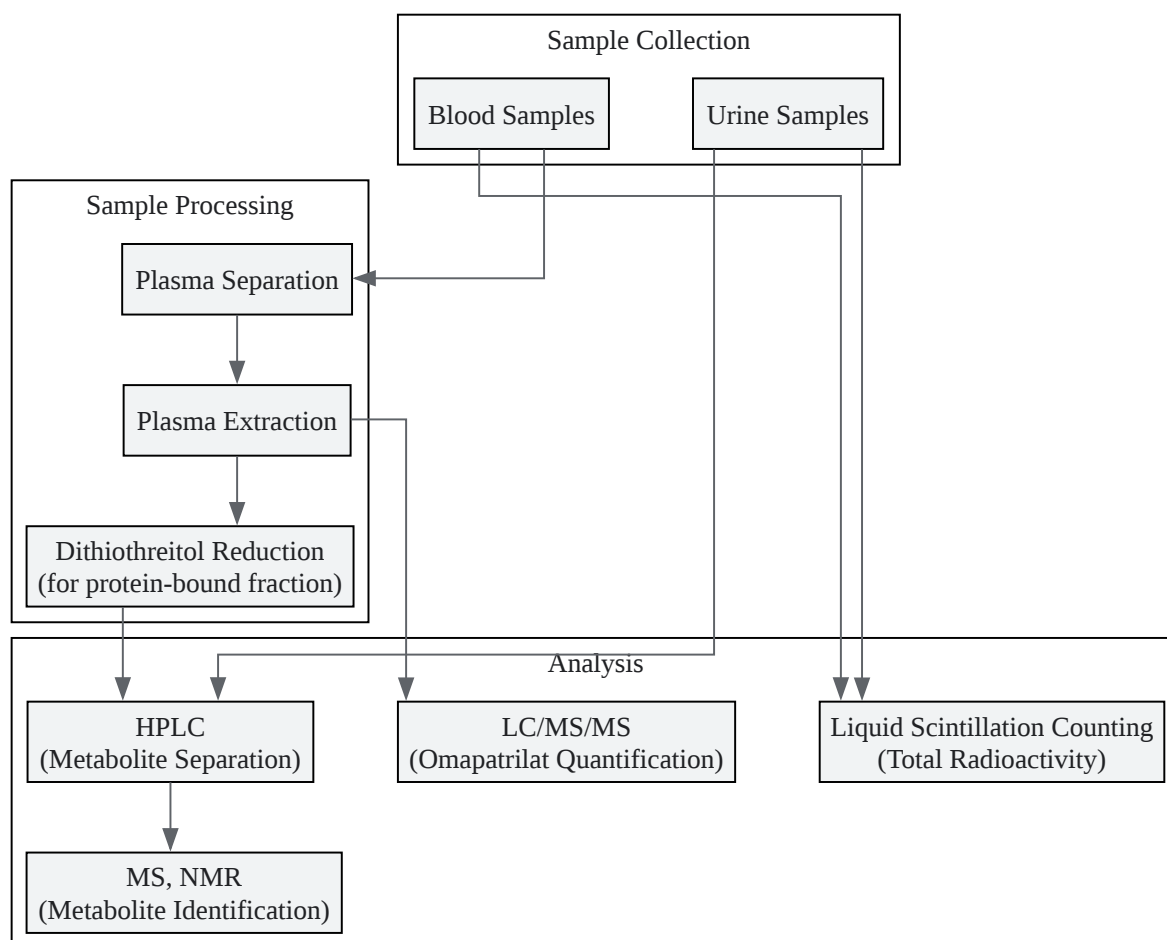 Sample Collection
Blood Samples
Urine Samples
Sample Processing
Plasma Separation
Plasma Extraction
Dithiothreitol Reduction
(for protein-bound fraction)
Analysis
HPLC
(Metabolite Separation)
LC/MS/MS
(Omapatrilat Quantification)
Liquid Scintillation Counting
(Total Radioactivity)
MS, NMR
(Metabolite Identification)